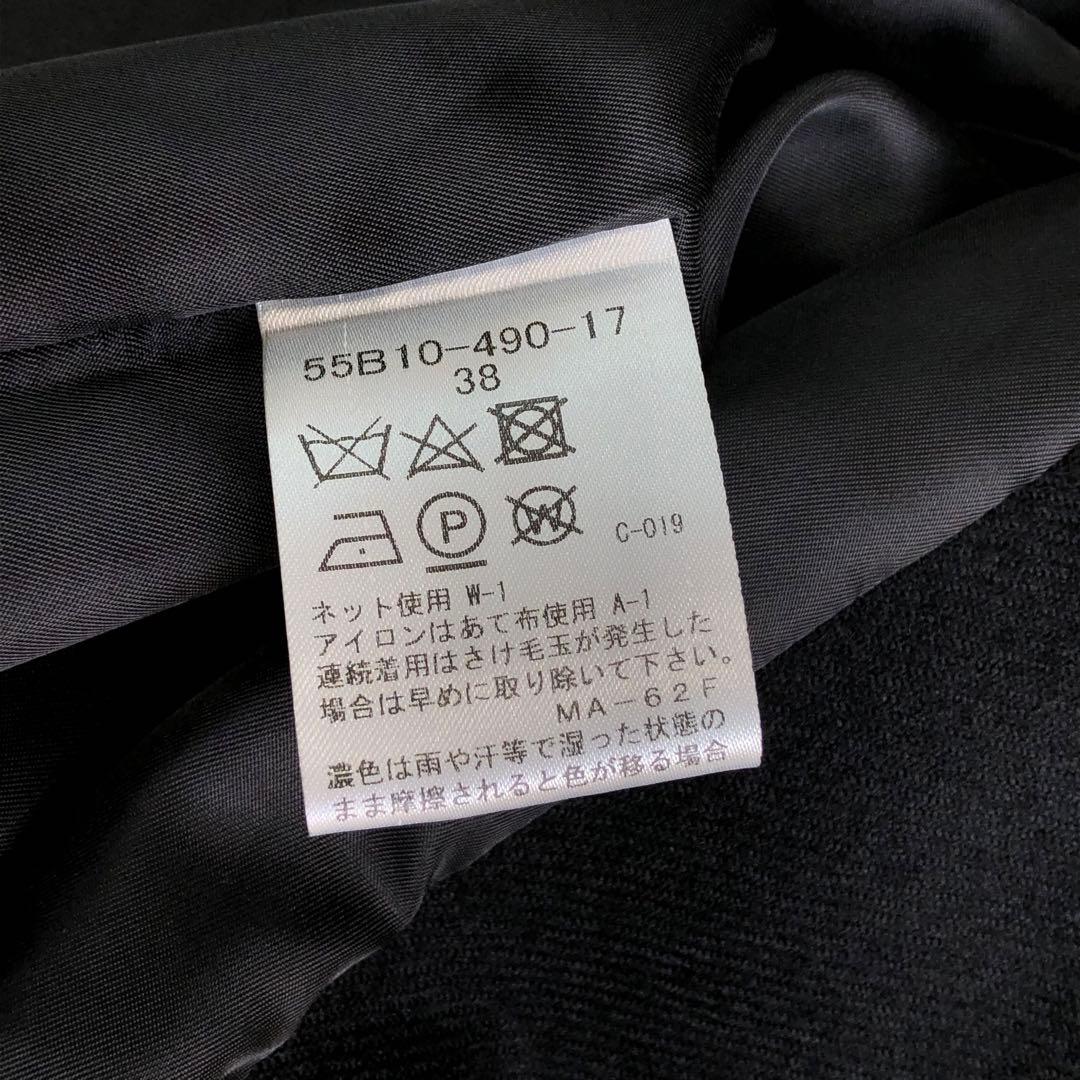 55B10-490-17
38
P
W
C-019
ネット使用 W-1
アイロンはあて布使用 A-1
連続着用はさけ毛玉が発生した
場合は早めに取り除いて下さい。
MA-62F
濃色は雨や汗等で湿った状態の
まま摩擦されると色が移る場合